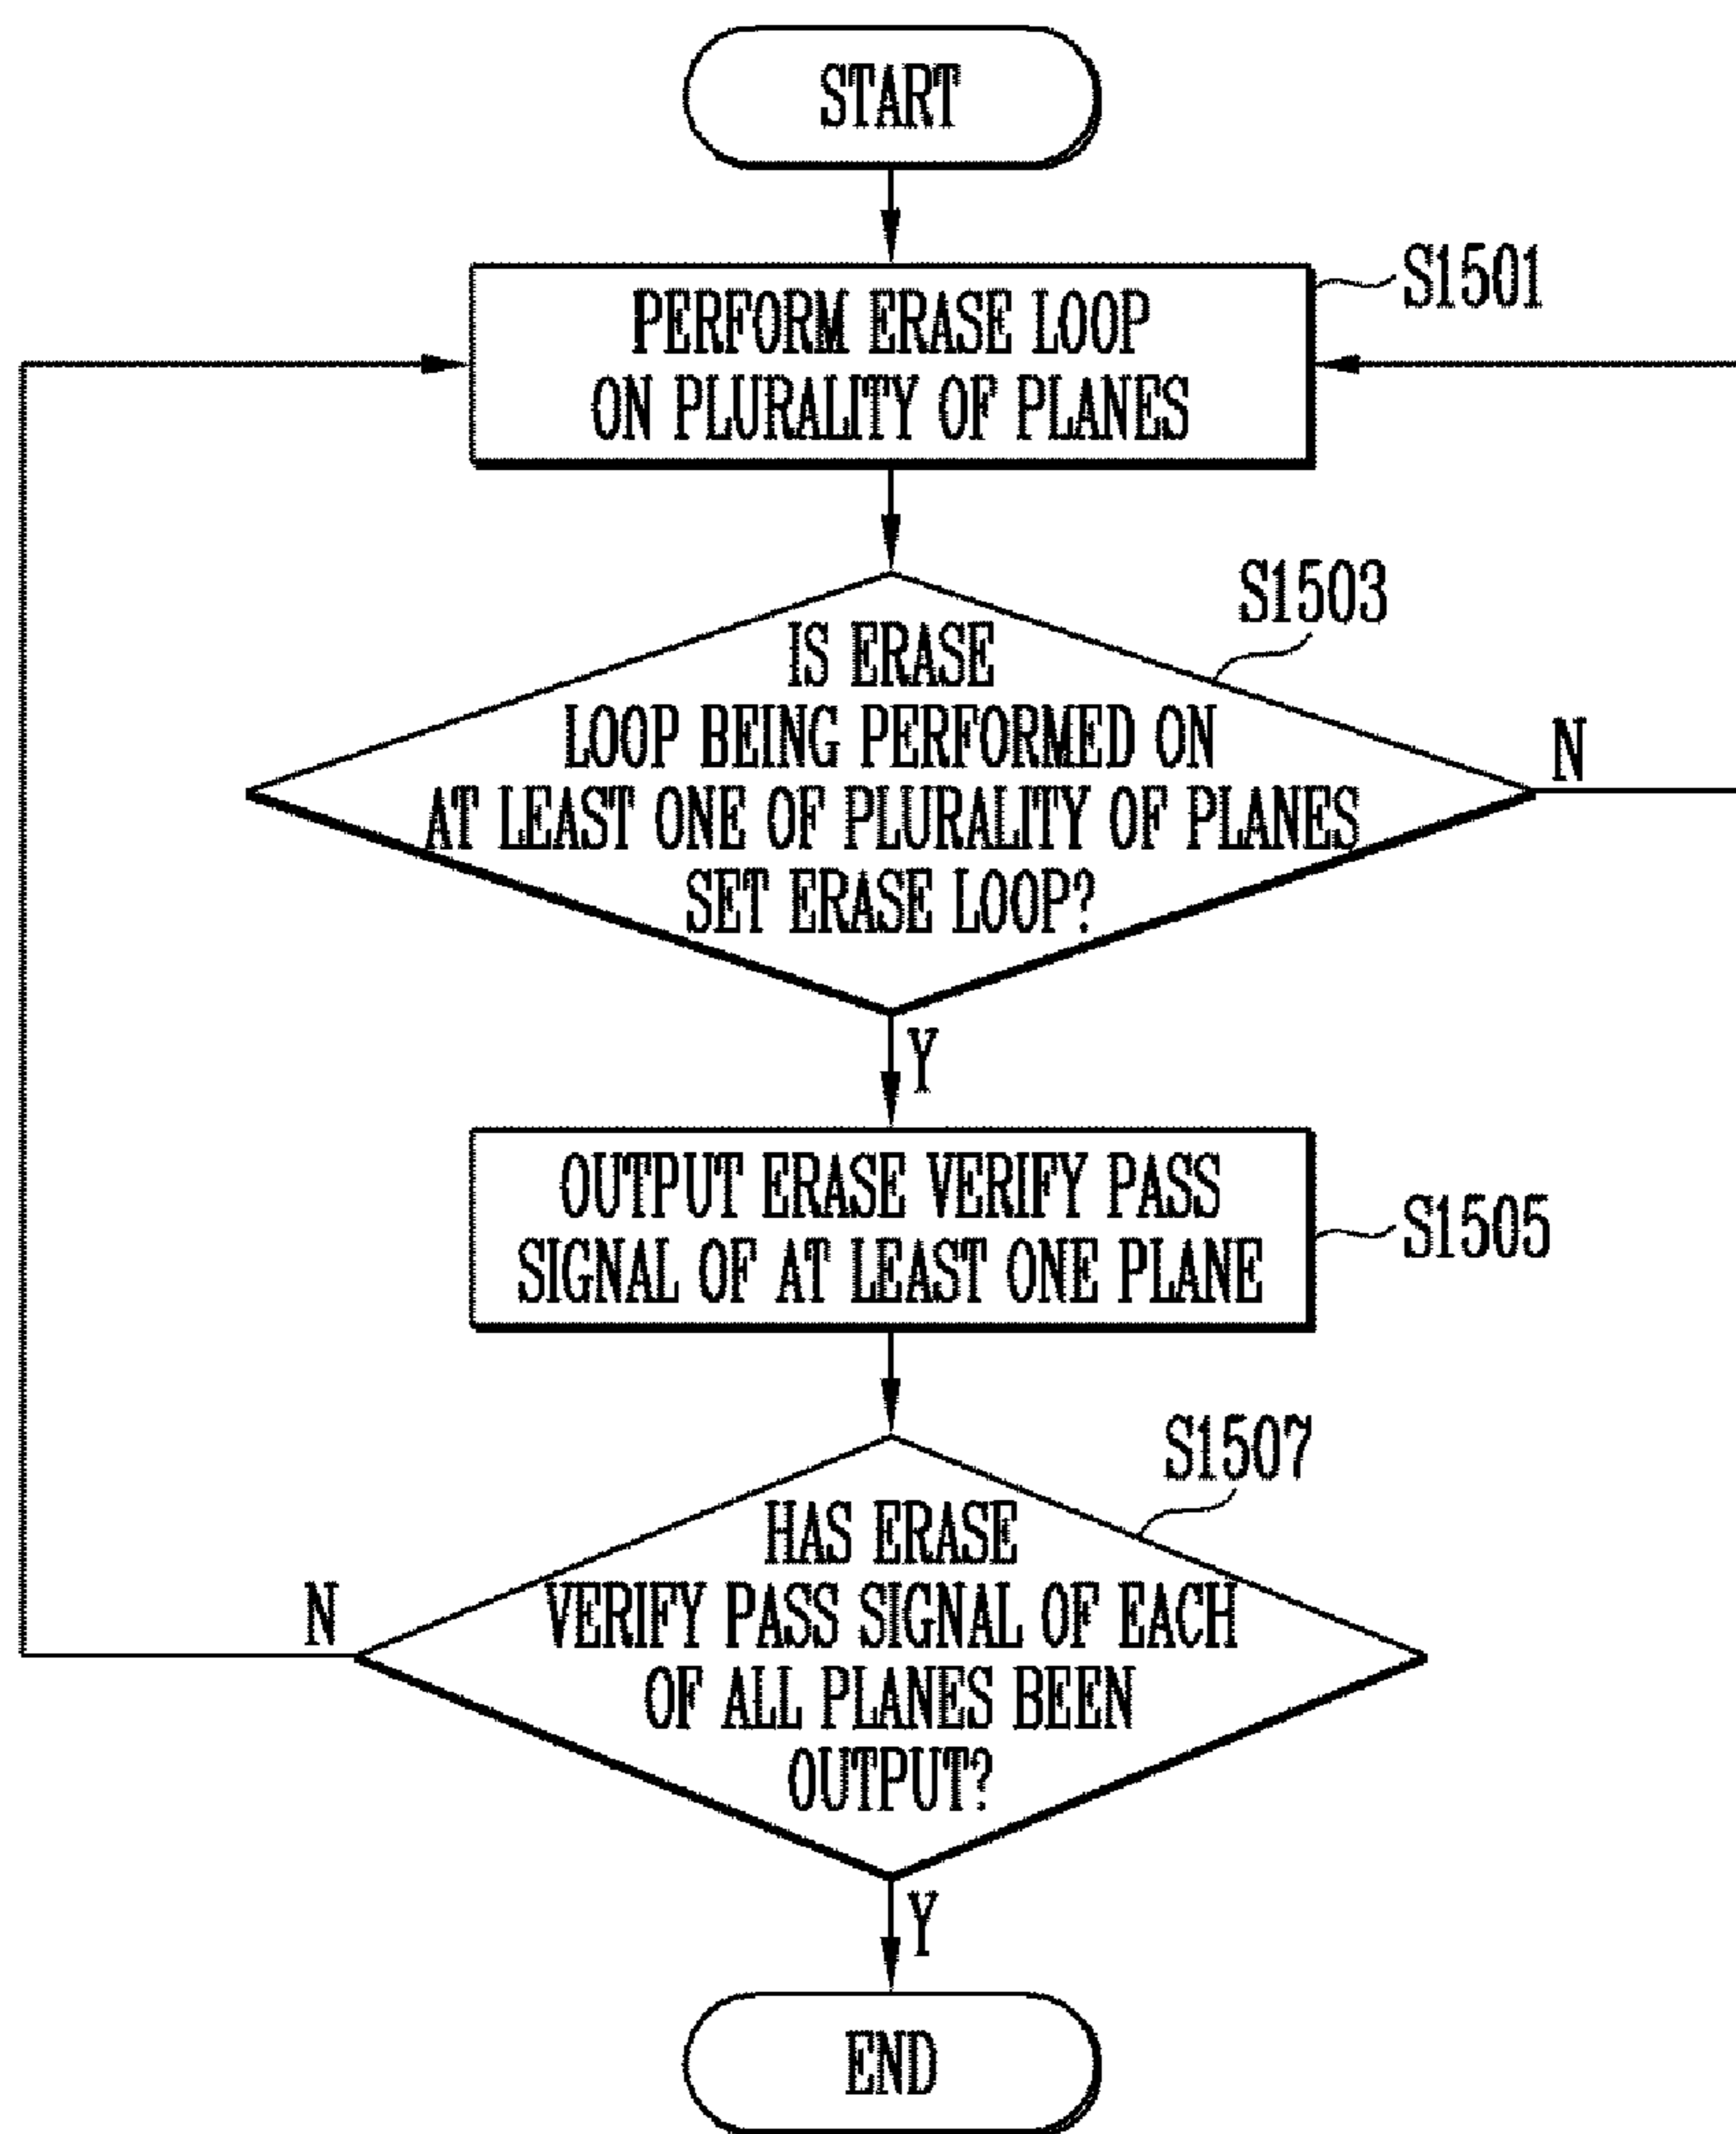 START
S1501
PERFORM ERASE LOOP
ON PLURALITY OF PLANES
S1503
IS ERASE
LOOP BEING PERFORMED ON
N
AT LEAST ONE OF PLURALITY OF PLANES
SET ERASE LOOP?
Y
OUTPUT ERASE VERIFY PASS
S1505
SIGNAL OF AT LEAST ONE PLANE
S1507
HAS ERASE
N
VERIFY PASS SIGNAL OF EACH
OF ALL PLANES BEEN
OUTPUT?
Y
END